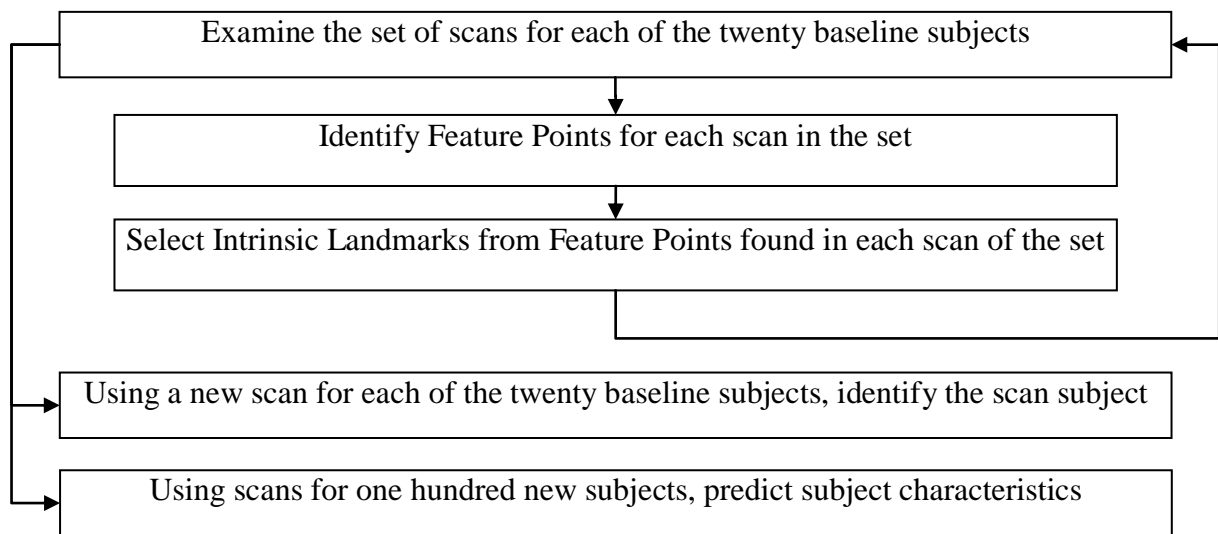 Examine the set of scans for each of the twenty baseline subjects
Identify Feature Points for each scan in the set
Select Intrinsic Landmarks from Feature Points found in each scan of the set
Using a new scan for each of the twenty baseline subjects, identify the scan subject
Using scans for one hundred new subjects, predict subject characteristics